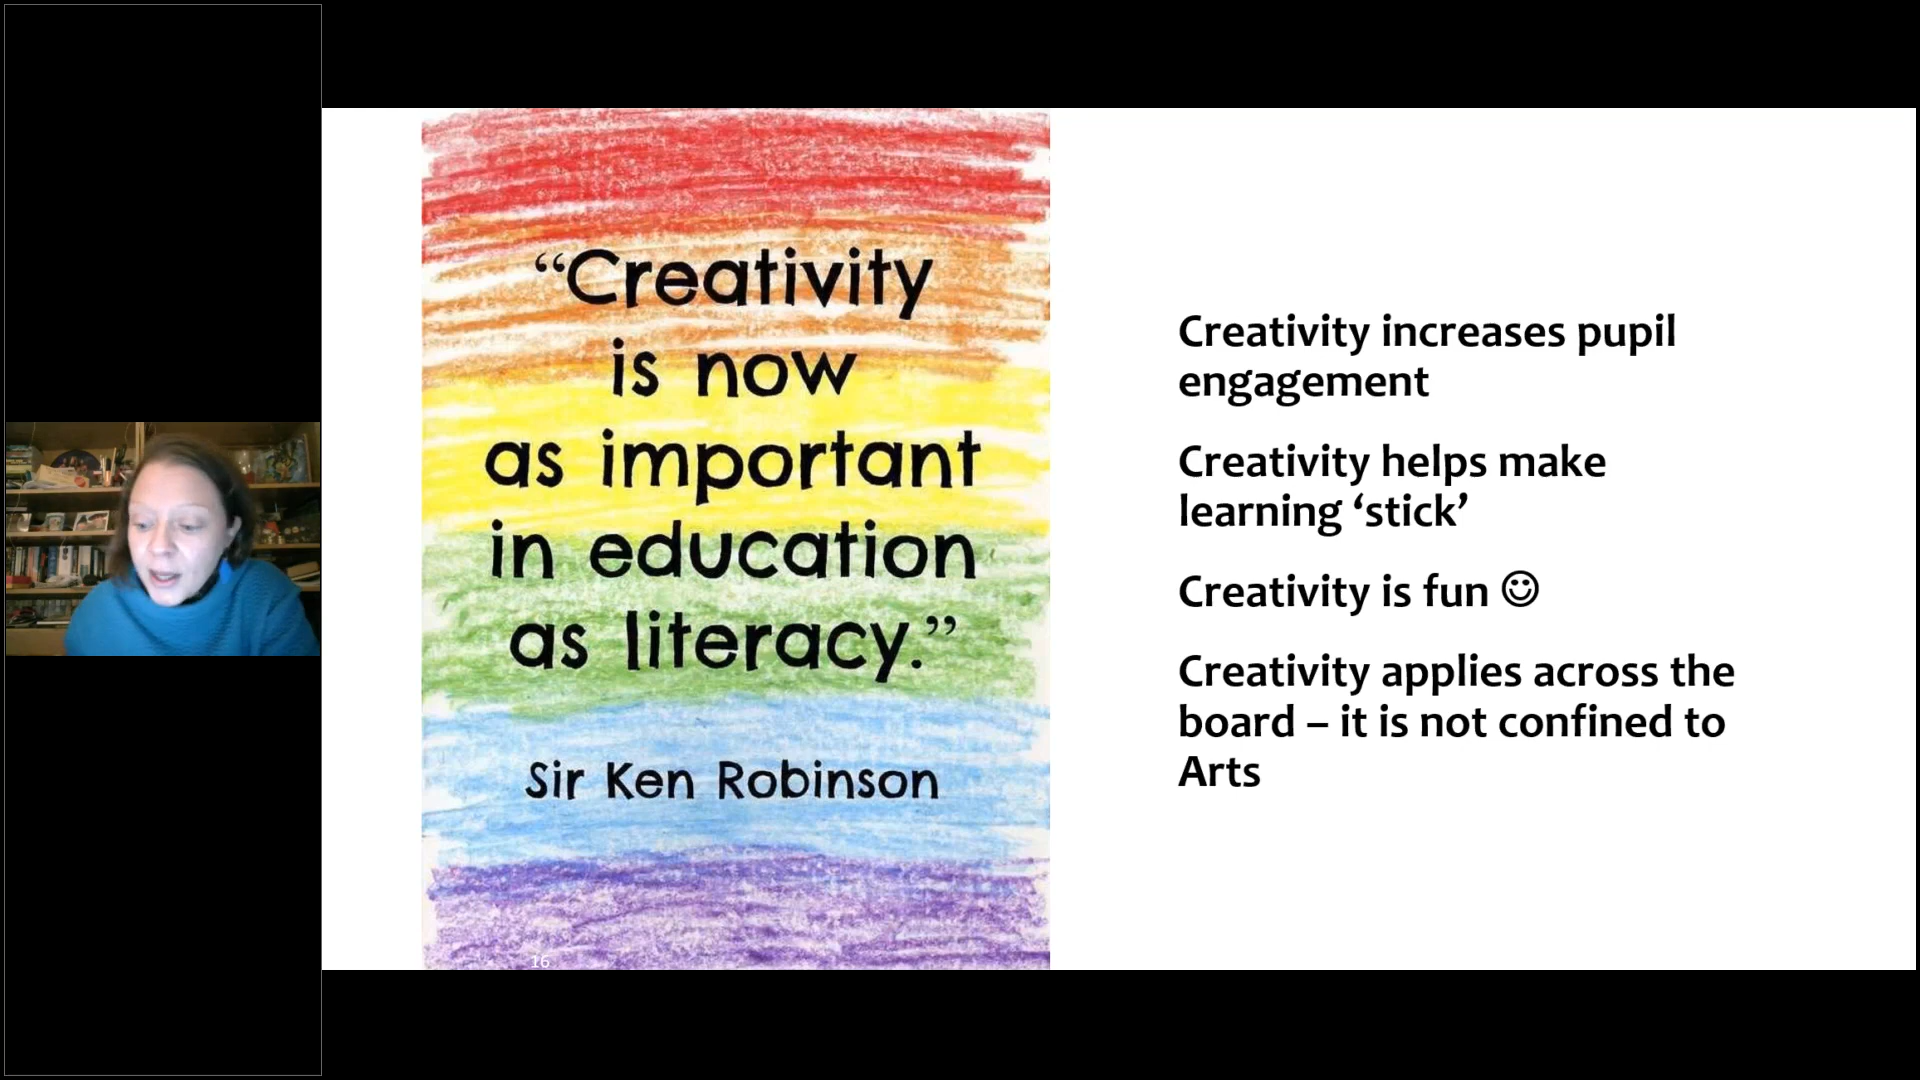 “Creativity
is now
as important
in education
as literacy.”
Sir Ken Robinson
16
Creativity increases pupil
engagement
Creativity helps make
learning ‘stick’
Creativity is fun ☺
Creativity applies across the
board – it is not confined to
Arts